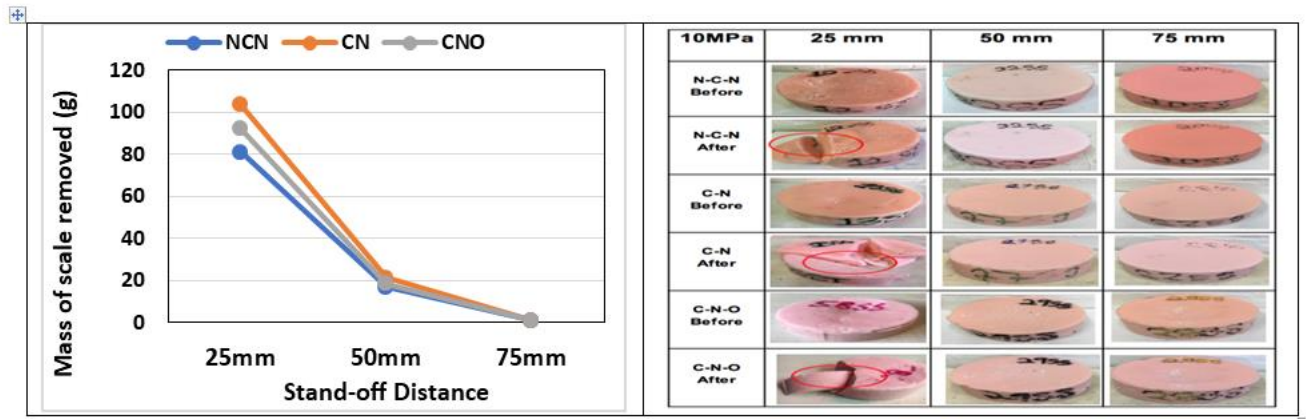 NCN CN CNO
120
100
80
60
40
20
0
Mass of scale removed (g)
25mm 50mm 75mm
Stand-off Distance
10MPa 25 mm 50 mm 75 mm
N-C-N
Before
N-C-N
After
C-N
Before
C-N
After
C-N-O
Before
C-N-O
After